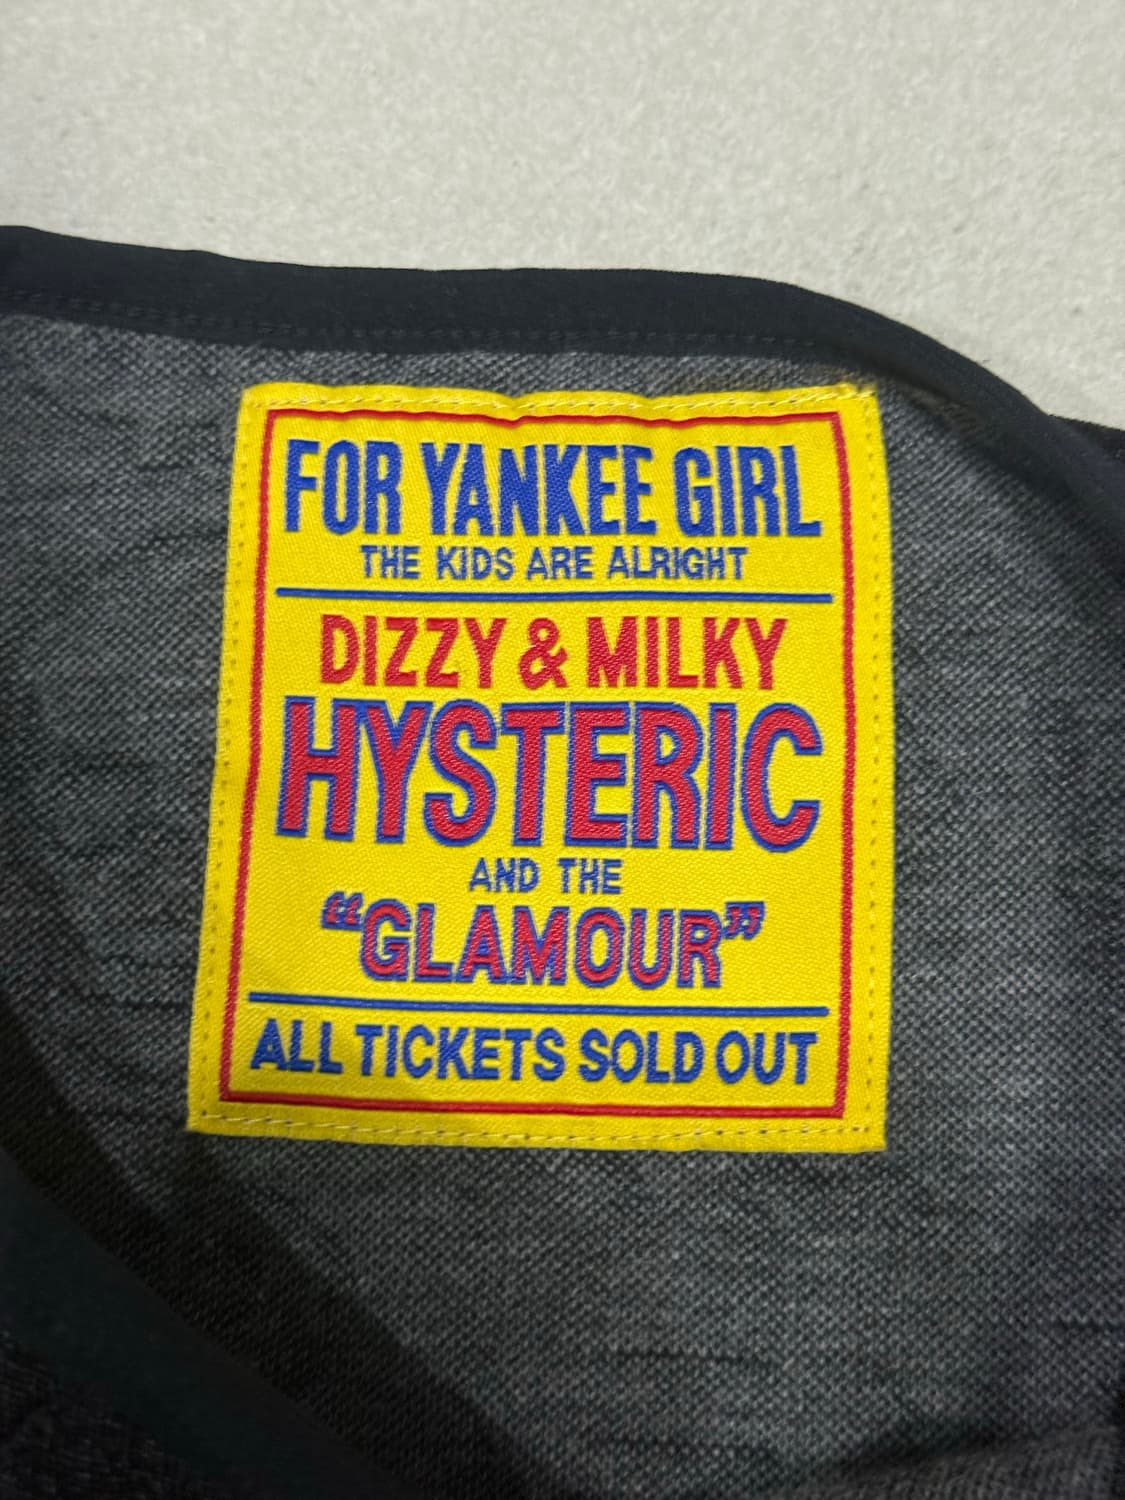 FOR YANKEE GIRL
THE KIDS ARE ALRIGHT
DIZZY & MILKY
HYSTERIC
AND THE
“GLAMOUR”
ALL TICKETS SOLD OUT